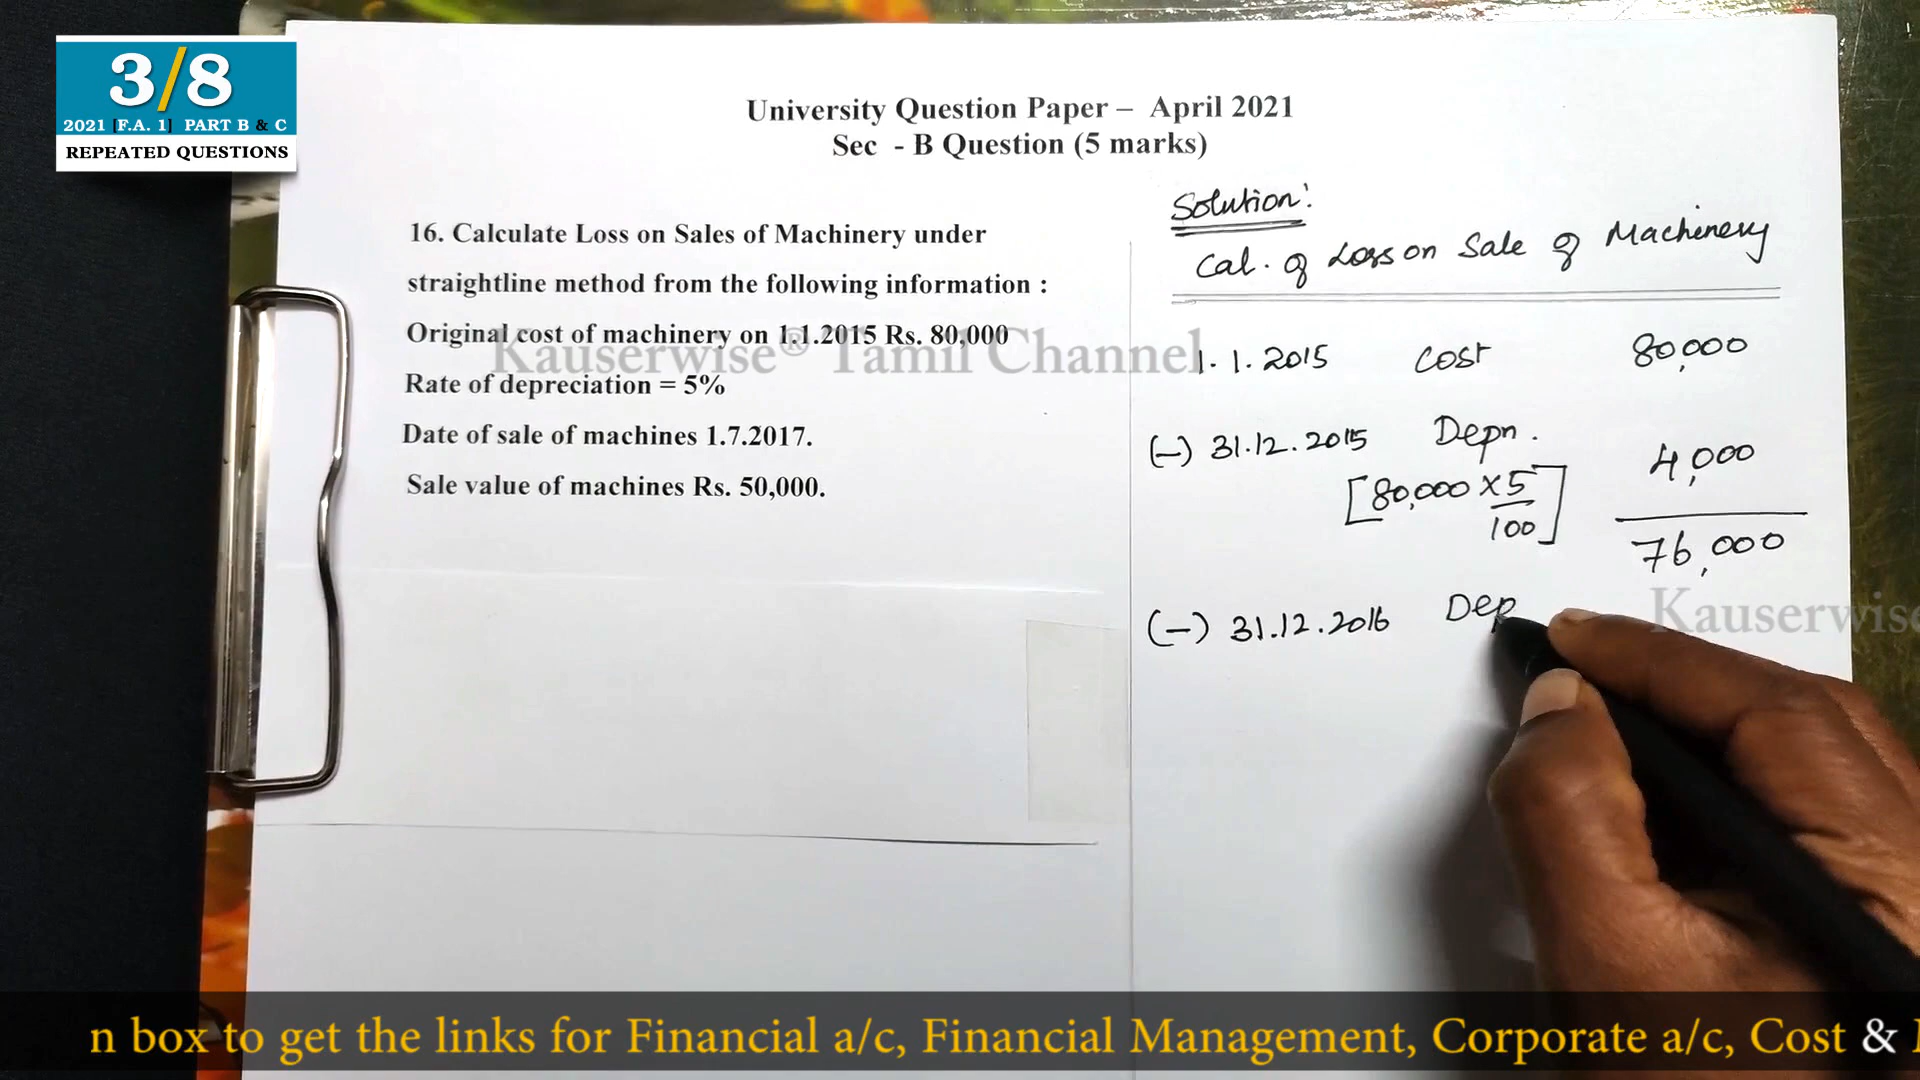 3/8
2021 [F.A. 1] PART B & C
REPEATED QUESTIONS
University Question Paper – April 2021
Sec - B Question (5 marks)
16. Calculate Loss on Sales of Machinery under
straightline method from the following information :
Original cost of machinery on 1.1.2015 Rs. 80,000
Rate of depreciation = 5%
Date of sale of machines 1.7.2017.
Sale value of machines Rs. 50,000.
Kauserwise® Tamil Channel
Solution:
Cal. of Loss on Sale of Machinery
1.1.2015 Cost 80,000
(-) 31.12.2015 Depn. 4,000
[80,000 × 5/100]
76,000
(-) 31.12.2016 Dep
Kauserwise
n box to get the links for Financial a/c, Financial Management, Corporate a/c, Cost &